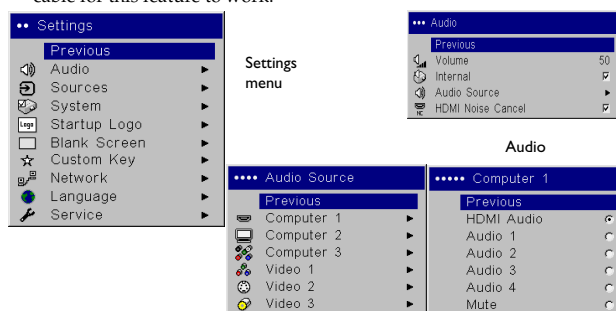 cable for this feature to work.
•• Settings
Previous
Audio
Sources
System
Logo Startup Logo
Blank Screen
Custom Key
Network
Language
Service
Settings
menu
••• Audio
Previous
Volume 50
Internal
Audio Source
HDMI Noise Cancel
Audio
•••• Audio Source
Previous
Computer 1
Computer 2
Computer 3
Video 1
Video 2
Video 3
••••• Computer 1
Previous
HDMI Audio
Audio 1
Audio 2
Audio 3
Audio 4
Mute